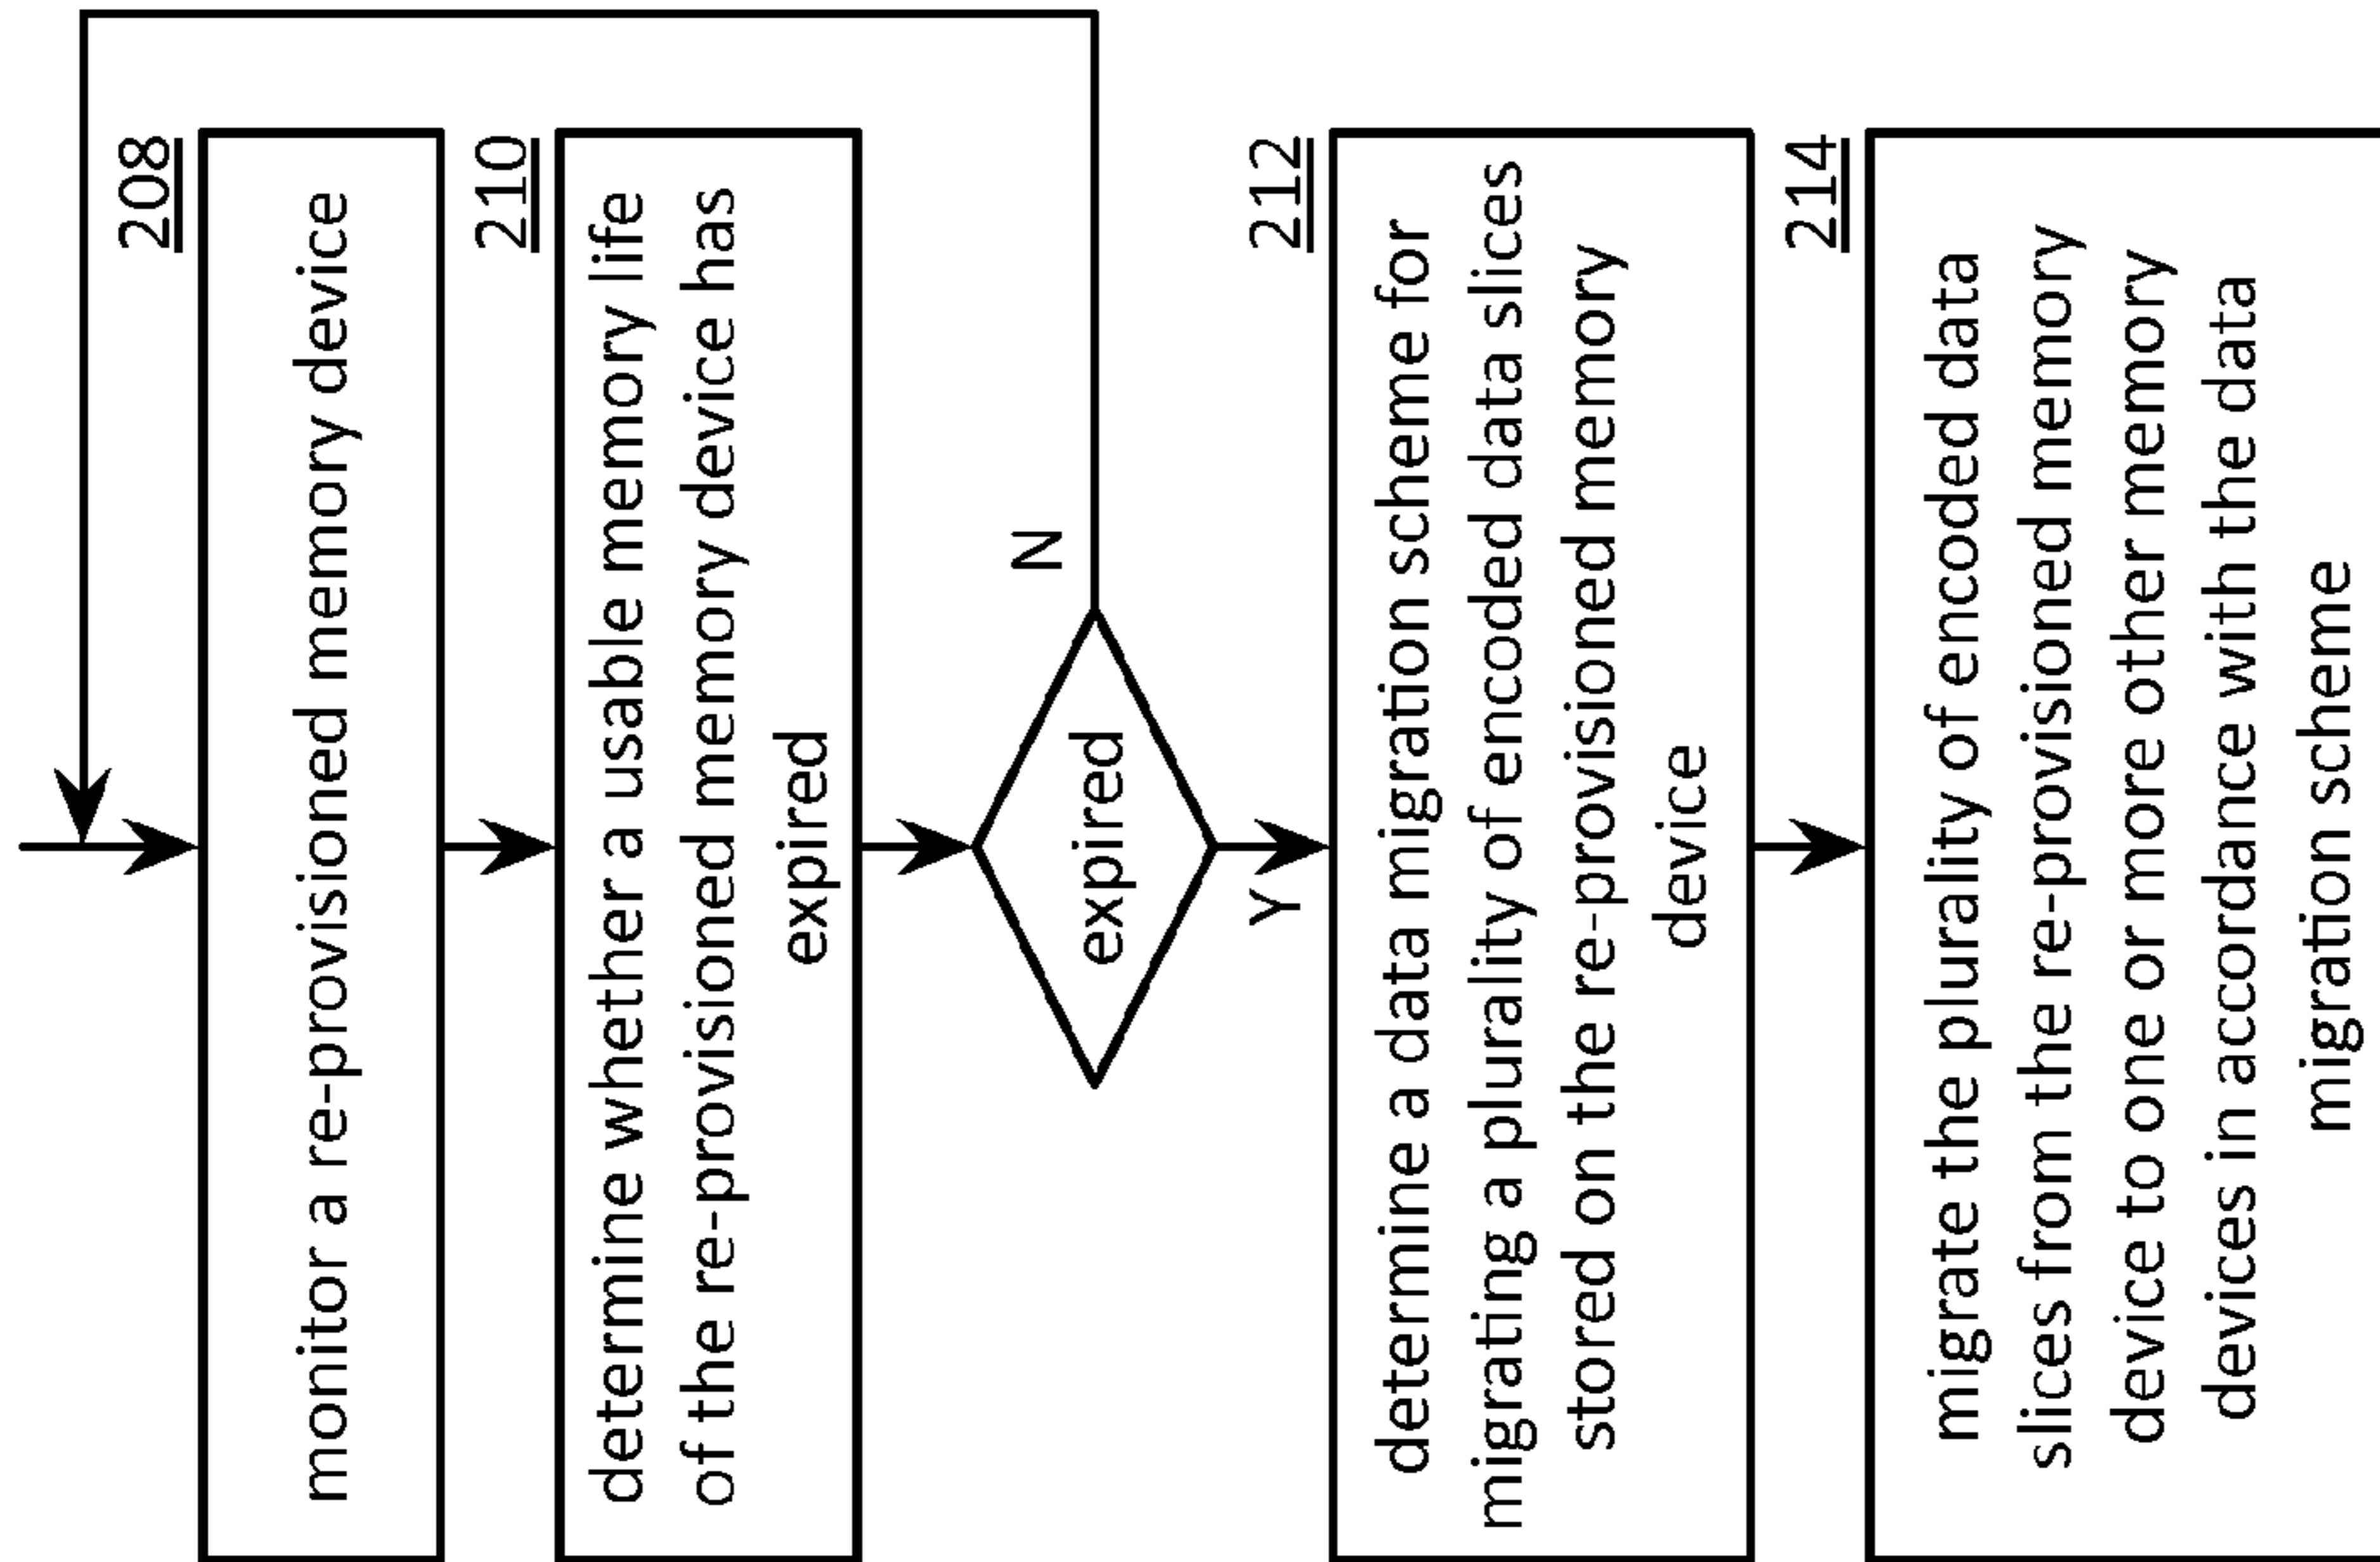 208
monitor a re-provisioned memory device
210
determine whether a usable memory life
of the re-provisioned memory device has
expired
expired
N
Y
212
determine a data migration scheme for
migrating a plurality of encoded data slices
stored on the re-provisioned memory
device
214
migrate the plurality of encoded data
slices from the re-provisioned memory
device to one or more other memory
devices in accordance with the data
migration scheme